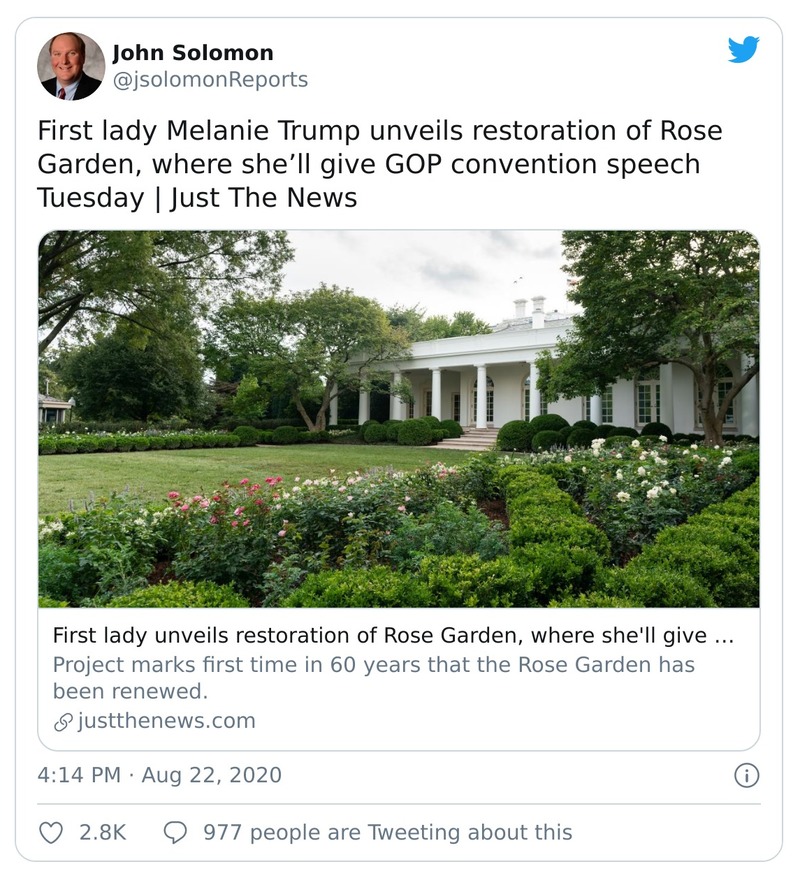 John Solomon
@jsolomonReports
First lady Melanie Trump unveils restoration of Rose
Garden, where she’ll give GOP convention speech
Tuesday | Just The News
First lady unveils restoration of Rose Garden, where she'll give ...
Project marks first time in 60 years that the Rose Garden has
been renewed.
justthenews.com
4:14 PM · Aug 22, 2020
2.8K
977 people are Tweeting about this